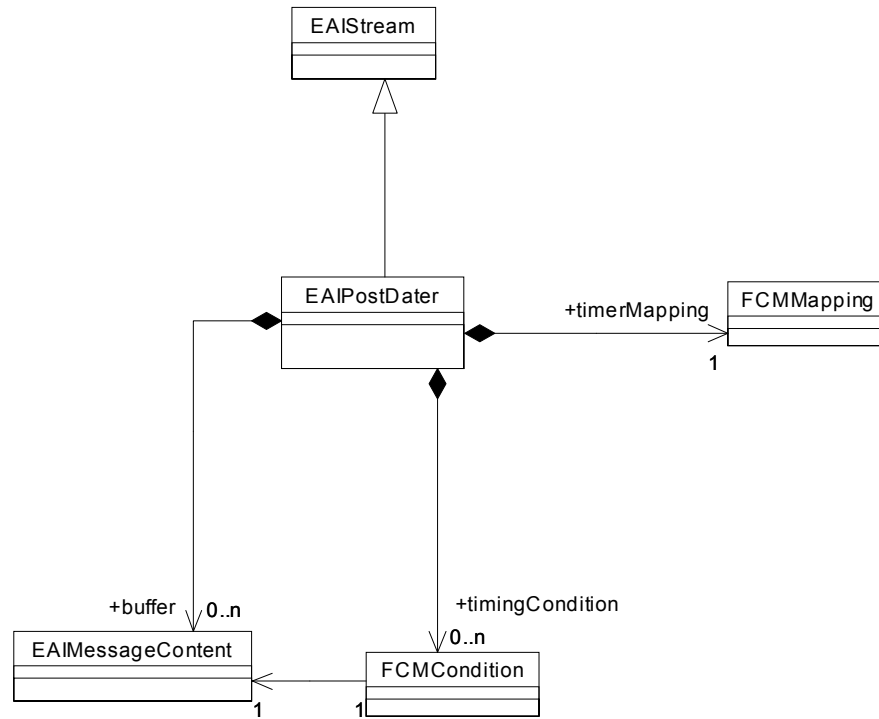 EAIStream
EAIPostDater
FCMMapping
+timerMapping
1
+buffer
0..n
+timingCondition
0..n
EAIMessageContent
FCMCondition
1
1